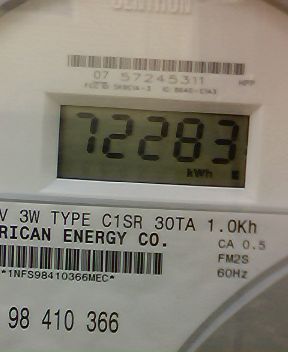 CENTRON
07 57245311
72283
kWh
V 3W TYPE C1SR 30TA 1.0Kh
RICAN ENERGY CO.
CA 0.5
FM2S
60Hz
*1NFS98410366MEC*
98 410 366